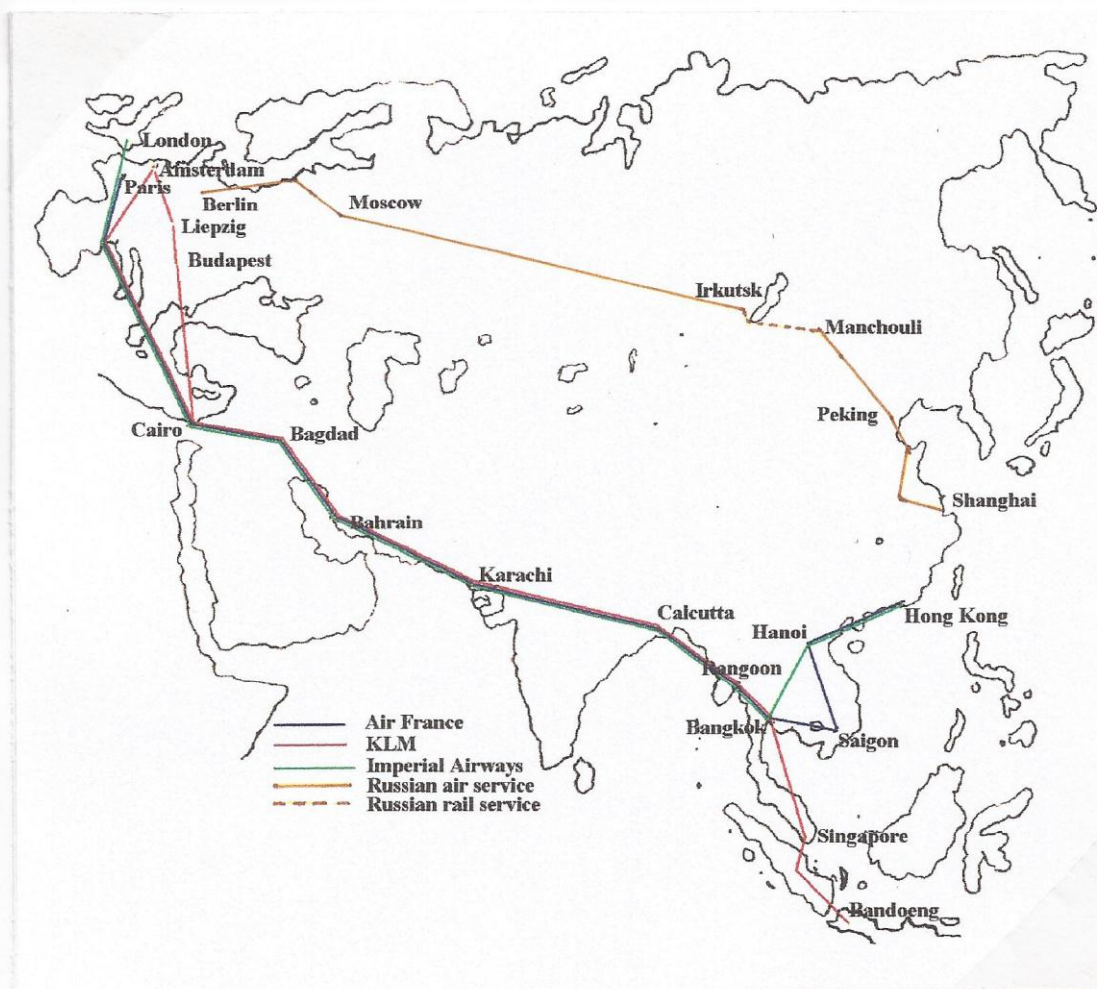 London
Amsterdam
Paris
Berlin
Moscow
Liepzig
Budapest
Irkutsk
Manchouli
Peking
Cairo
Bagdad
Shanghai
Bahrain
Karachi
Calcutta
Hong Kong
Hanoi
Rangoon
Bangkok
Saigon
Air France
KLM
Imperial Airways
Russian air service
Russian rail service
Singapore
Bandoeng